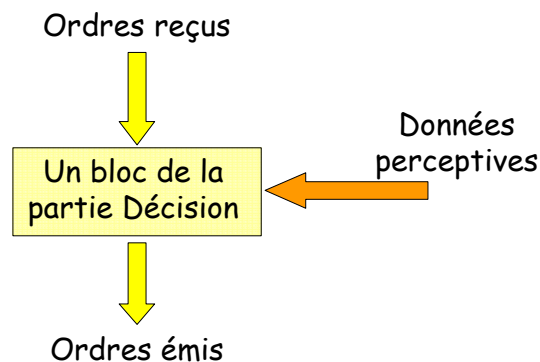 Ordres reçus
Données
perceptives
Un bloc de la
partie Décision
Ordres émis